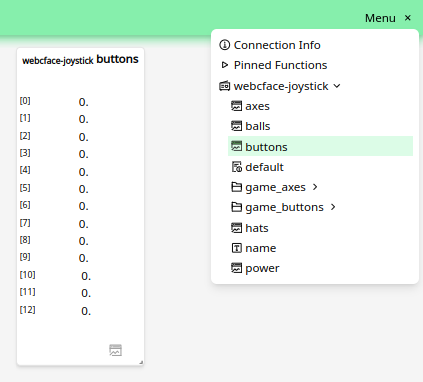 Menu ×
webcface-joystick buttons
[0] 0.
[1] 0.
[2] 0.
[3] 0.
[4] 0.
[5] 0.
[6] 0.
[7] 0.
[8] 0.
[9] 0.
[10] 0.
[11] 0.
[12] 0.
Connection Info
Pinned Functions
webcface-joystick
axes
balls
buttons
default
game_axes
game_buttons
hats
name
power